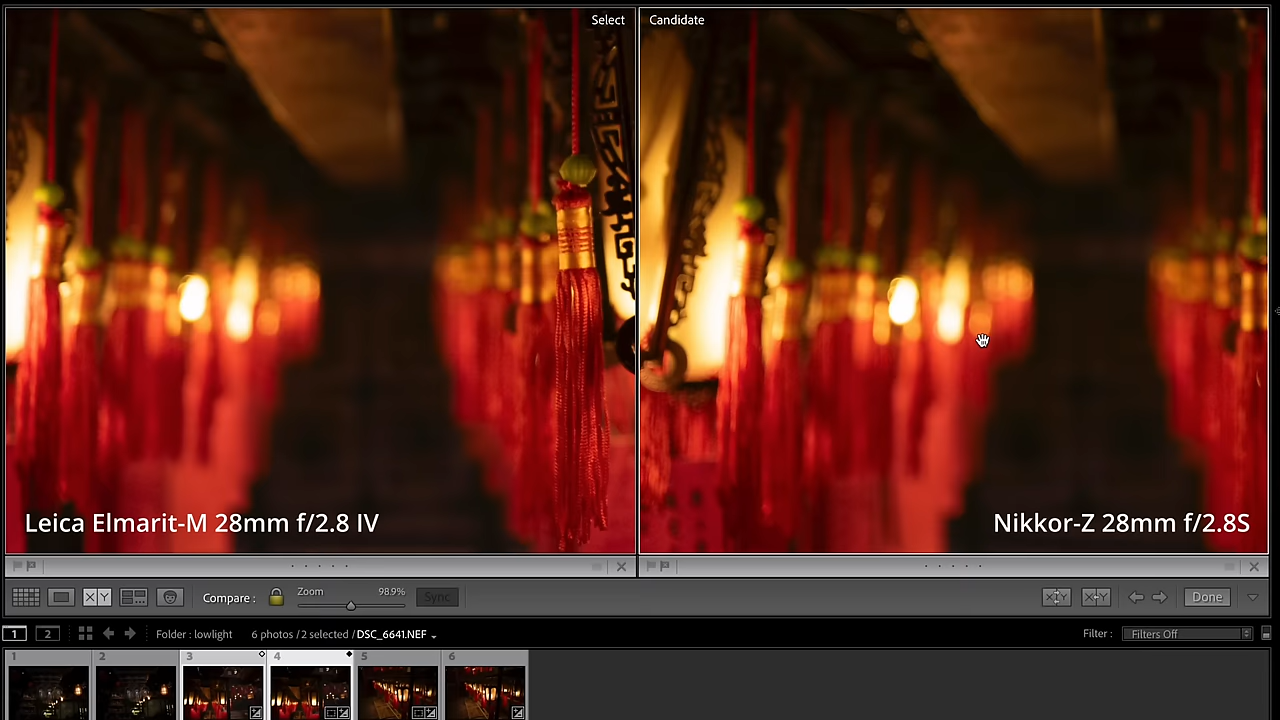 Select
Candidate
Leica Elmarit-M 28mm f/2.8 IV
Nikkor-Z 28mm f/2.8S
XY
Compare :
Zoom
98.9%
Sync
X Y
X Y
Done
1
2
Folder : lowlight
6 photos / 2 selected / DSC_6641.NEF
Filter :
Filters Off
1
2
3
4
5
6